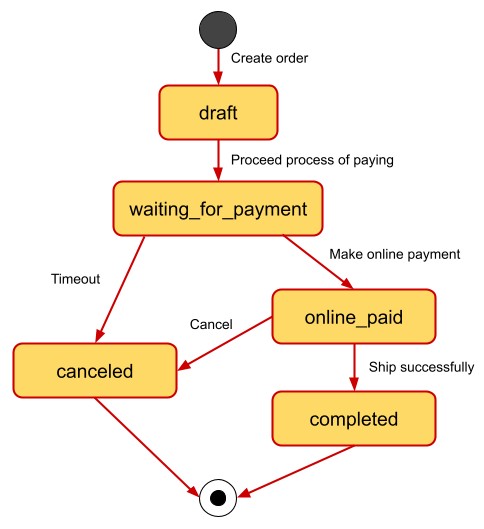 Create order
draft
Proceed process of paying
waiting_for_payment
Timeout
Make online payment
Cancel
online_paid
canceled
Ship successfully
completed